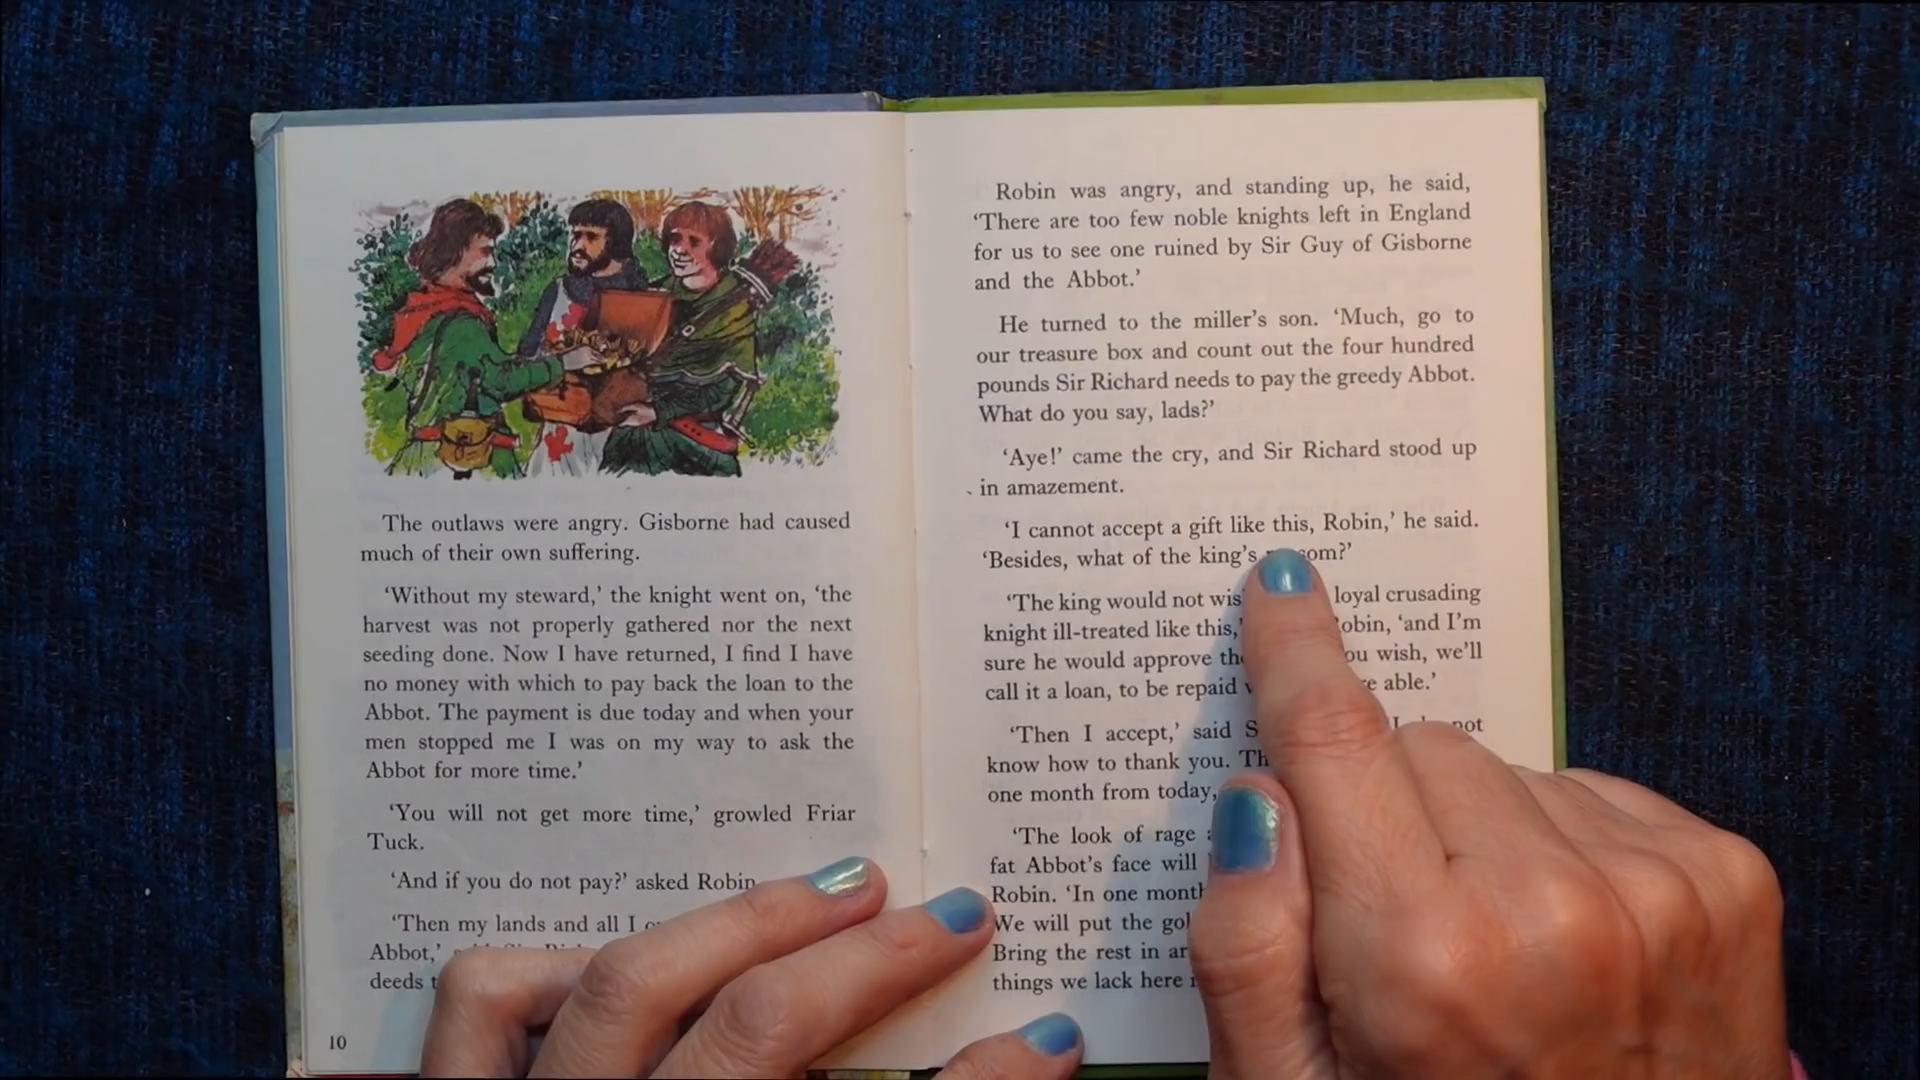 The outlaws were angry. Gisborne had caused
much of their own suffering.
‘Without my steward,’ the knight went on, ‘the
harvest was not properly gathered nor the next
seeding done. Now I have returned, I find I have
no money with which to pay back the loan to the
Abbot. The payment is due today and when your
men stopped me I was on my way to ask the
Abbot for more time.’
‘You will not get more time,’ growled Friar
Tuck.
‘And if you do not pay?’ asked Robin
‘Then my lands and all I
Abbot,’
deeds
10
Robin was angry, and standing up, he said,
‘There are too few noble knights left in England
for us to see one ruined by Sir Guy of Gisborne
and the Abbot.’
He turned to the miller’s son. ‘Much, go to
our treasure box and count out the four hundred
pounds Sir Richard needs to pay the greedy Abbot.
What do you say, lads?’
‘Aye!’ came the cry, and Sir Richard stood up
in amazement.
‘I cannot accept a gift like this, Robin,’ he said.
‘Besides, what of the king’s
‘The king would not loyal crusading
knight ill-treated like this,’ ‘and I’m
sure he would approve wish, we’ll
call it a loan, to be repaid able.’
‘Then I accept,’ said not
know how to thank you.
one month from today,
‘The look of rage
fat Abbot’s face will
Robin. ‘In one month
We will put the
Bring the rest in
things we lack here